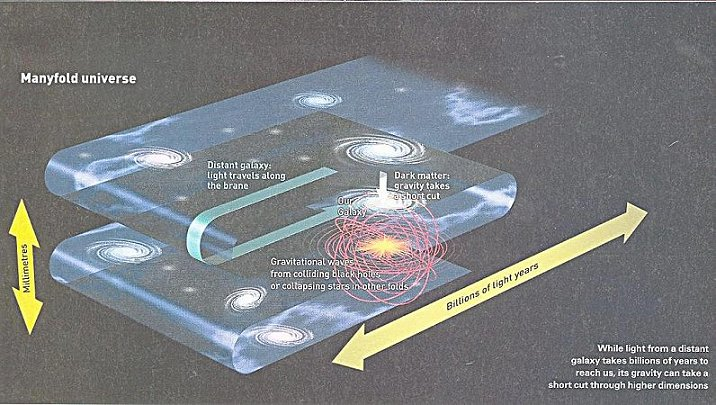 Manyfold universe
Distant galaxy:
light travels along
the brane
Dark matter:
gravity takes
a short cut
Our
Galaxy
Gravitational waves
from colliding black holes
or collapsing stars in other folds
Millimetres
Billions of light years
While light from a distant
galaxy takes billions of years to
reach us, its gravity can take a
short cut through higher dimensions